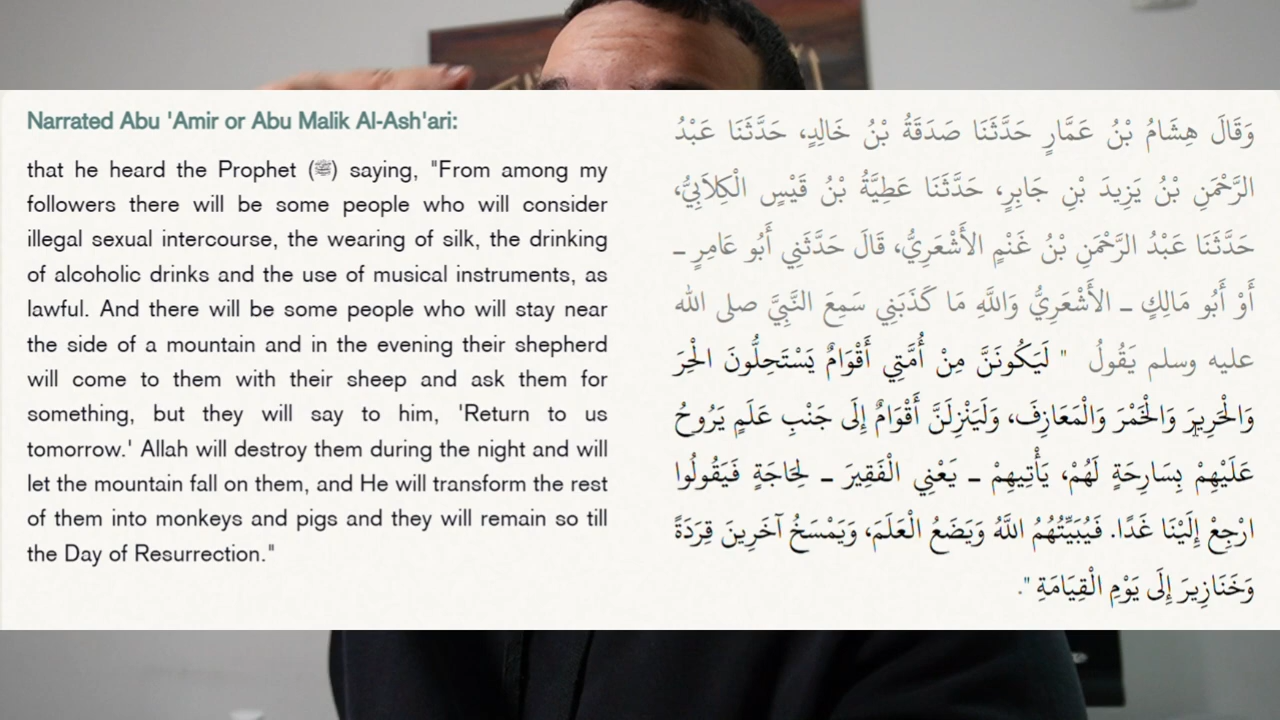 Narrated Abu 'Amir or Abu Malik Al-Ash'ari:
that he heard the Prophet (ﷺ) saying, "From among my
followers there will be some people who will consider
illegal sexual intercourse, the wearing of silk, the drinking
of alcoholic drinks and the use of musical instruments, as
lawful. And there will be some people who will stay near
the side of a mountain and in the evening their shepherd
will come to them with their sheep and ask them for
something, but they will say to him, 'Return to us
tomorrow.' Allah will destroy them during the night and will
let the mountain fall on them, and He will transform the rest
of them into monkeys and pigs and they will remain so till
the Day of Resurrection."
وَقَالَ هِشَامُ بْنُ عَمَّارٍ حَدَّثَنَا صَدَقَةُ بْنُ خَالِدٍ، حَدَّثَنَا عَبْدُ
الرَّحْمَنِ بْنُ يَزِيدَ بْنِ جَابِرٍ، حَدَّثَنَا عَطِيَّةُ بْنُ قَيْسٍ الْكِلاَبِيُّ،
حَدَّثَنَا عَبْدُ الرَّحْمَنِ بْنُ غَنْمٍ الأَشْعَرِيُّ، قَالَ حَدَّثَنِي أَبُو عَامِرٍ ـ
أَوْ أَبُو مَالِكٍ ـ الأَشْعَرِيُّ وَاللَّهِ مَا كَذَبَنِي سَمِعَ النَّبِيَّ صلى الله
عليه وسلم يَقُولُ " لَيَكُونَنَّ مِنْ أُمَّتِي أَقْوَامٌ يَسْتَحِلُّونَ الْحِرَ
وَالْحَرِيرَ وَالْخَمْرَ وَالْمَعَازِفَ، وَلَيَنْزِلَنَّ أَقْوَامٌ إِلَى جَنْبِ عَلَمٍ يَرُوحُ
عَلَيْهِمْ بِسَارِحَةٍ لَهُمْ، يَأْتِيهِمْ ـ يَعْنِي الْفَقِيرَ ـ لِحَاجَةٍ فَيَقُولُوا
ارْجِعْ إِلَيْنَا غَدًا. فَيُبَيِّتُهُمُ اللَّهُ وَيَضَعُ الْعَلَمَ، وَيَمْسَخُ آخَرِينَ قِرَدَةً
وَخَنَازِيرَ إِلَى يَوْمِ الْقِيَامَةِ ".